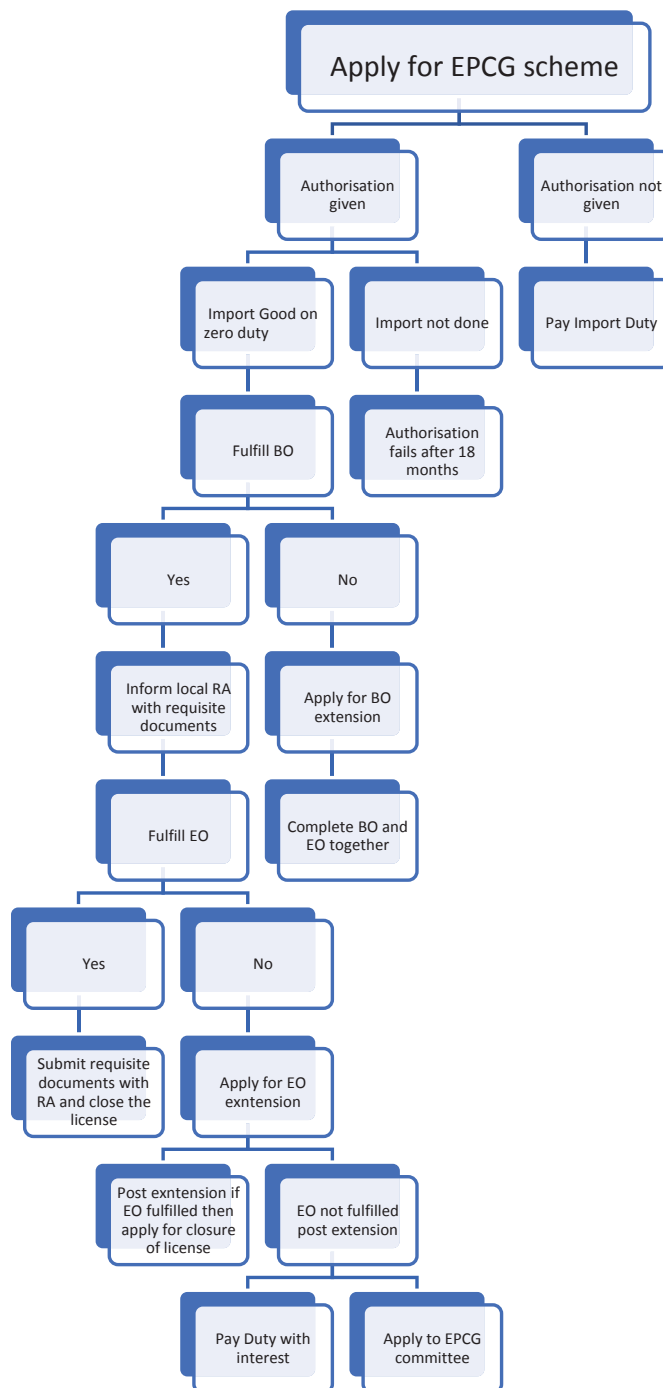 Apply for EPCG scheme
Authorisation
given
Authorisation not
given
Import Good on
zero duty
Import not done
Pay Import Duty
Fulfill BO
Authorisation
fails after 18
months
Yes
No
Inform local RA
with requisite
documents
Apply for BO
extension
Fulfill EO
Complete BO and
EO together
Yes
No
Submit requisite
documents with
RA and close the
license
Apply for EO
exntension
Post exntension if
EO fulfilled then
apply for closure
of license
EO not fulfilled
post extension
Pay Duty with
interest
Apply to EPCG
committee